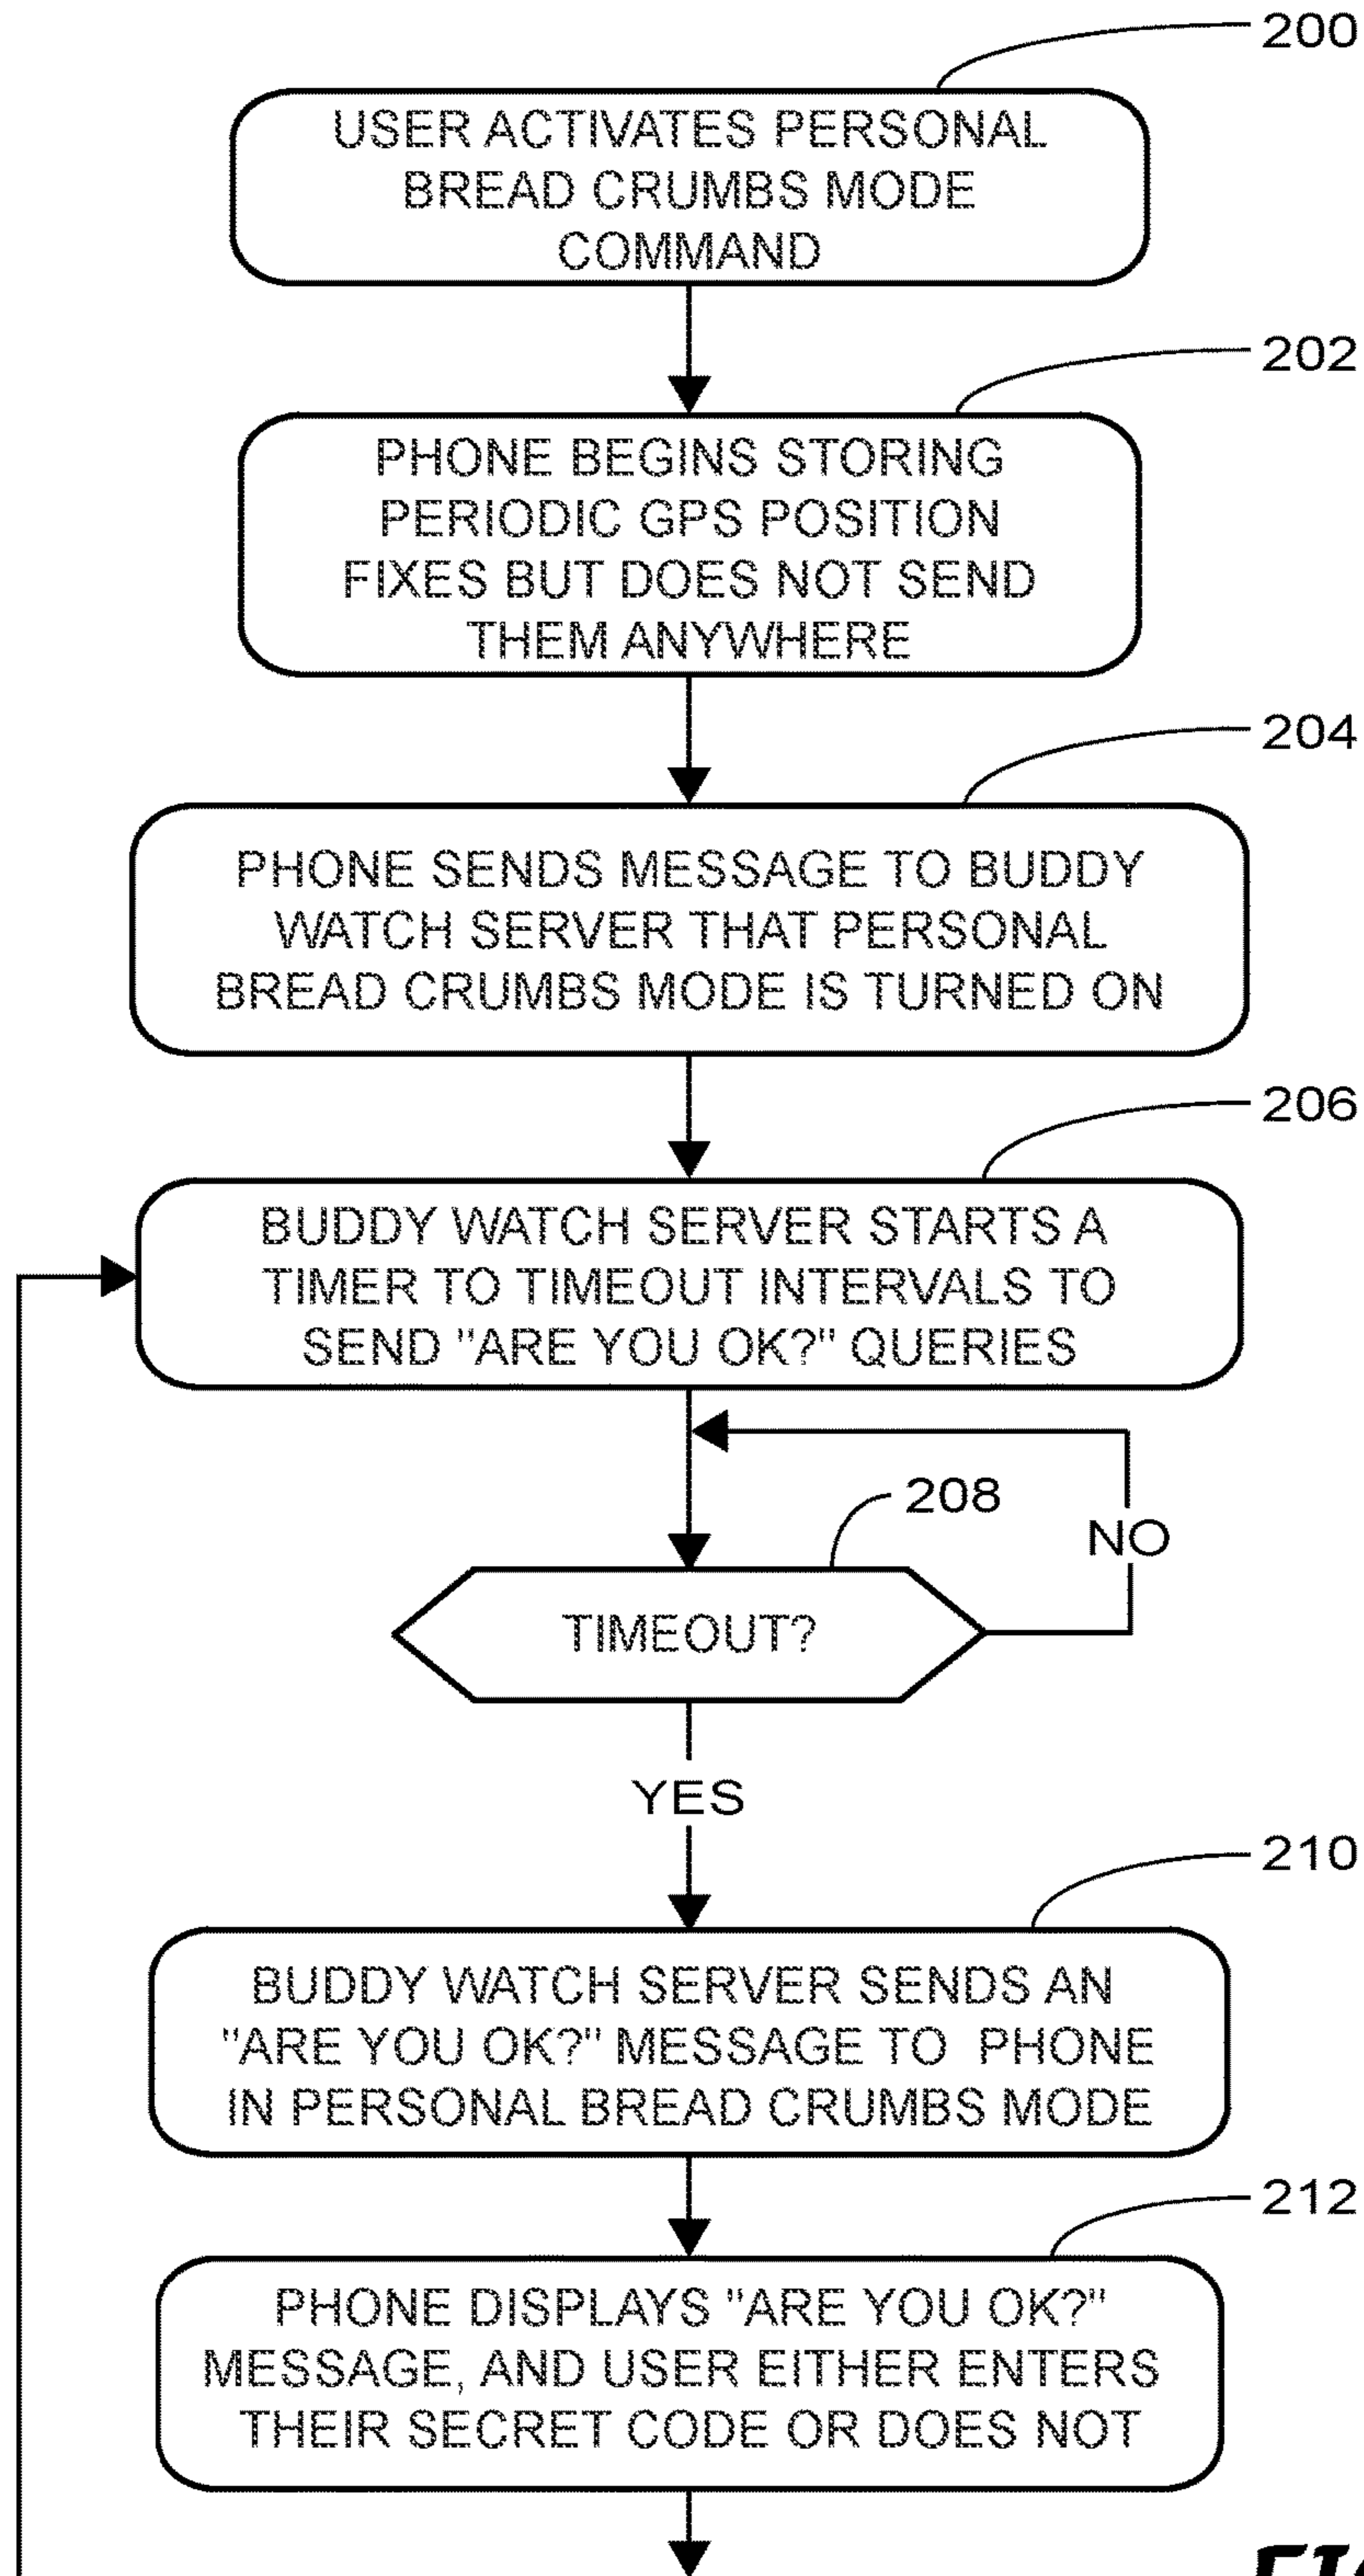 200
USER ACTIVATES PERSONAL
BREAD CRUMBS MODE
COMMAND
202
PHONE BEGINS STORING
PERIODIC GPS POSITION
FIXES BUT DOES NOT SEND
THEM ANYWHERE
204
PHONE SENDS MESSAGE TO BUDDY
WATCH SERVER THAT PERSONAL
BREAD CRUMBS MODE IS TURNED ON
206
BUDDY WATCH SERVER STARTS A
TIMER TO TIMEOUT INTERVALS TO
SEND "ARE YOU OK?" QUERIES
208
NO
TIMEOUT?
YES
210
BUDDY WATCH SERVER SENDS AN
"ARE YOU OK?" MESSAGE TO PHONE
IN PERSONAL BREAD CRUMBS MODE
212
PHONE DISPLAYS "ARE YOU OK?"
MESSAGE, AND USER EITHER ENTERS
THEIR SECRET CODE OR DOES NOT